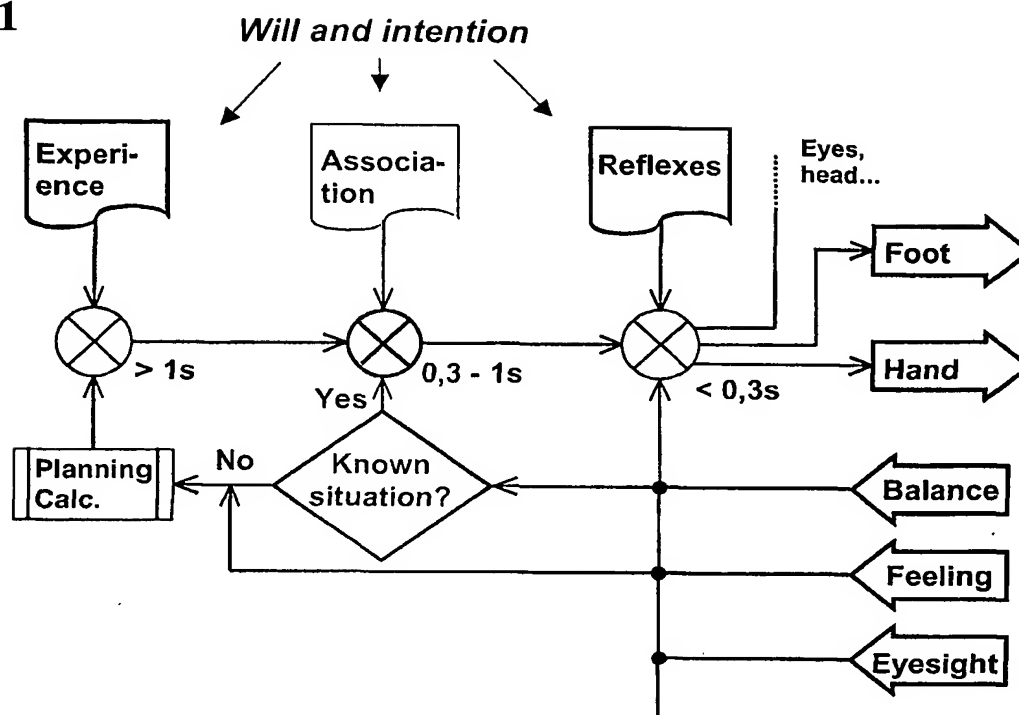 1
Will and intention
Experi-
ence
Associa-
tion
Reflexes
Eyes,
head...
Foot
> 1s
0,3 - 1s
< 0,3s
Hand
Yes
No
Planning
Calc.
Known
situation?
Balance
Feeling
Eyesight